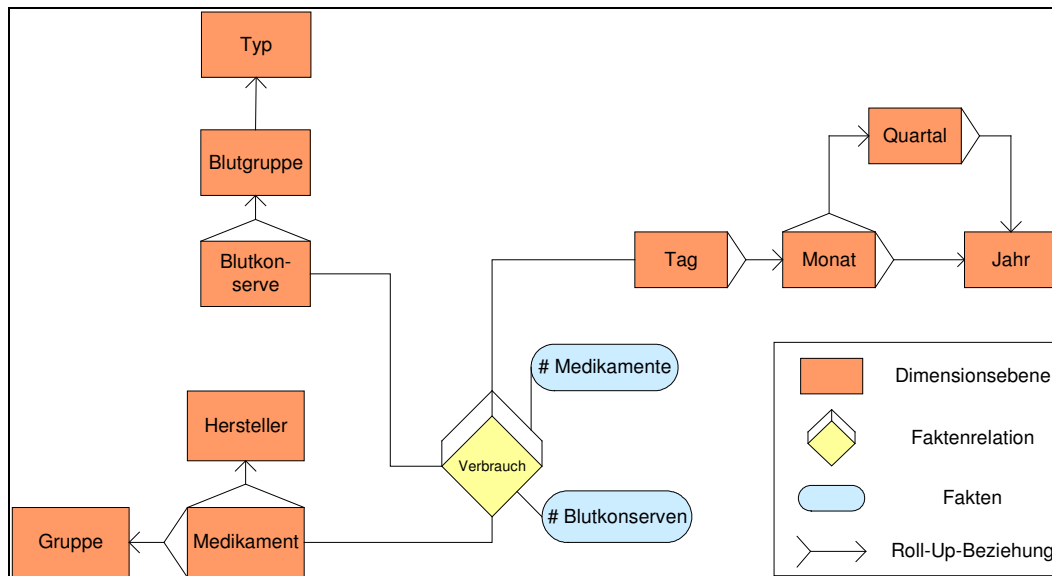 Typ
Quartal
Blutgruppe
Tag
Monat
Jahr
Blutkon-
serve
# Medikamente
Dimensionsebene
Hersteller
Faktenrelation
Verbrauch
Fakten
# Blutkonserven
Gruppe
Medikament
Roll-Up-Beziehung